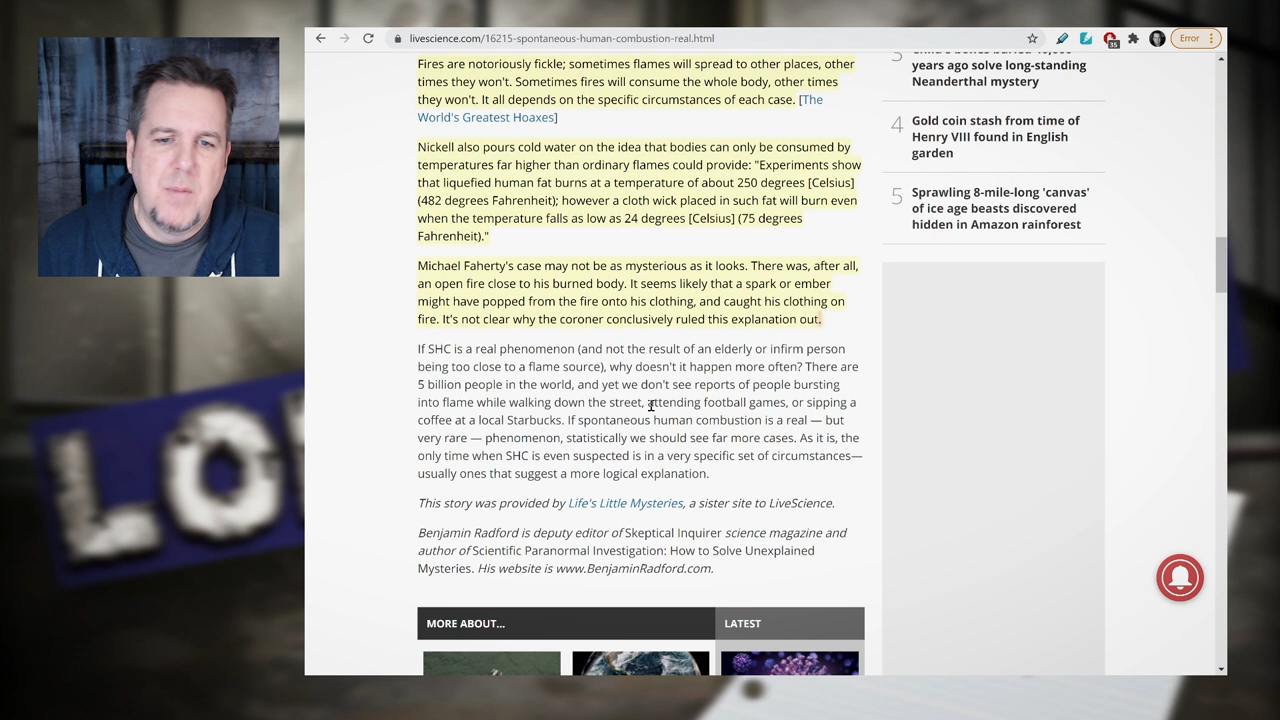 livescience.com/16215-spontaneous-human-combustion-real.html
35
Error
Fires are notoriously fickle; sometimes flames will spread to other places, other
times they won't. Sometimes fires will consume the whole body, other times
they won't. It all depends on the specific circumstances of each case. [The
World's Greatest Hoaxes]
Nickell also pours cold water on the idea that bodies can only be consumed by
temperatures far higher than ordinary flames could provide: "Experiments show
that liquefied human fat burns at a temperature of about 250 degrees [Celsius]
(482 degrees Fahrenheit); however a cloth wick placed in such fat will burn even
when the temperature falls as low as 24 degrees [Celsius] (75 degrees
Fahrenheit)."
Michael Faherty's case may not be as mysterious as it looks. There was, after all,
an open fire close to his burned body. It seems likely that a spark or ember
might have popped from the fire onto his clothing, and caught his clothing on
fire. It's not clear why the coroner conclusively ruled this explanation out.
If SHC is a real phenomenon (and not the result of an elderly or infirm person
being too close to a flame source), why doesn't it happen more often? There are
5 billion people in the world, and yet we don't see reports of people bursting
into flame while walking down the street, attending football games, or sipping a
coffee at a local Starbucks. If spontaneous human combustion is a real — but
very rare — phenomenon, statistically we should see far more cases. As it is, the
only time when SHC is even suspected is in a very specific set of circumstances—
usually ones that suggest a more logical explanation.
This story was provided by Life's Little Mysteries, a sister site to LiveScience.
Benjamin Radford is deputy editor of Skeptical Inquirer science magazine and
author of Scientific Paranormal Investigation: How to Solve Unexplained
Mysteries. His website is www.BenjaminRadford.com.
MORE ABOUT...
LATEST
3
years ago solve long-standing
Neanderthal mystery
4 Gold coin stash from time of
Henry VIII found in English
garden
5 Sprawling 8-mile-long 'canvas'
of ice age beasts discovered
hidden in Amazon rainforest
LO